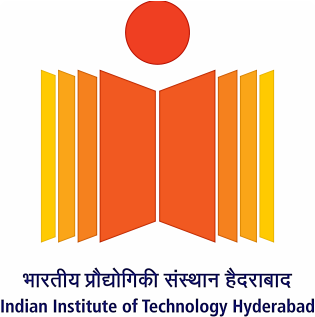 भारतीय प्रौद्योगिकी संस्थान हैदराबाद
Indian Institute of Technology Hyderabad